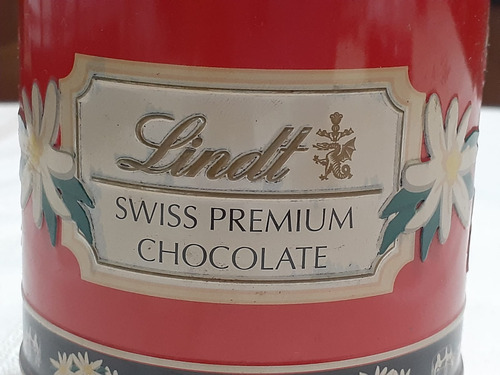 Lindt
SWISS PREMIUM
CHOCOLATE